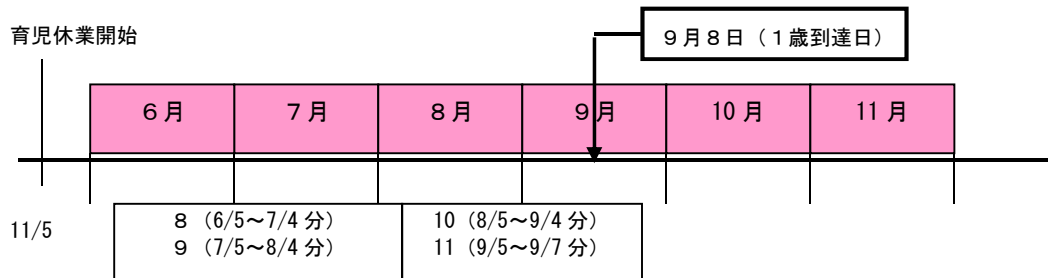 育児休業開始
９月８日（１歳到達日）
６月
７月
８月
９月
10月
11月
11/5
８（6/5～7/4 分）
９（7/5～8/4 分）
10（8/5～9/4 分）
11（9/5～9/7 分）